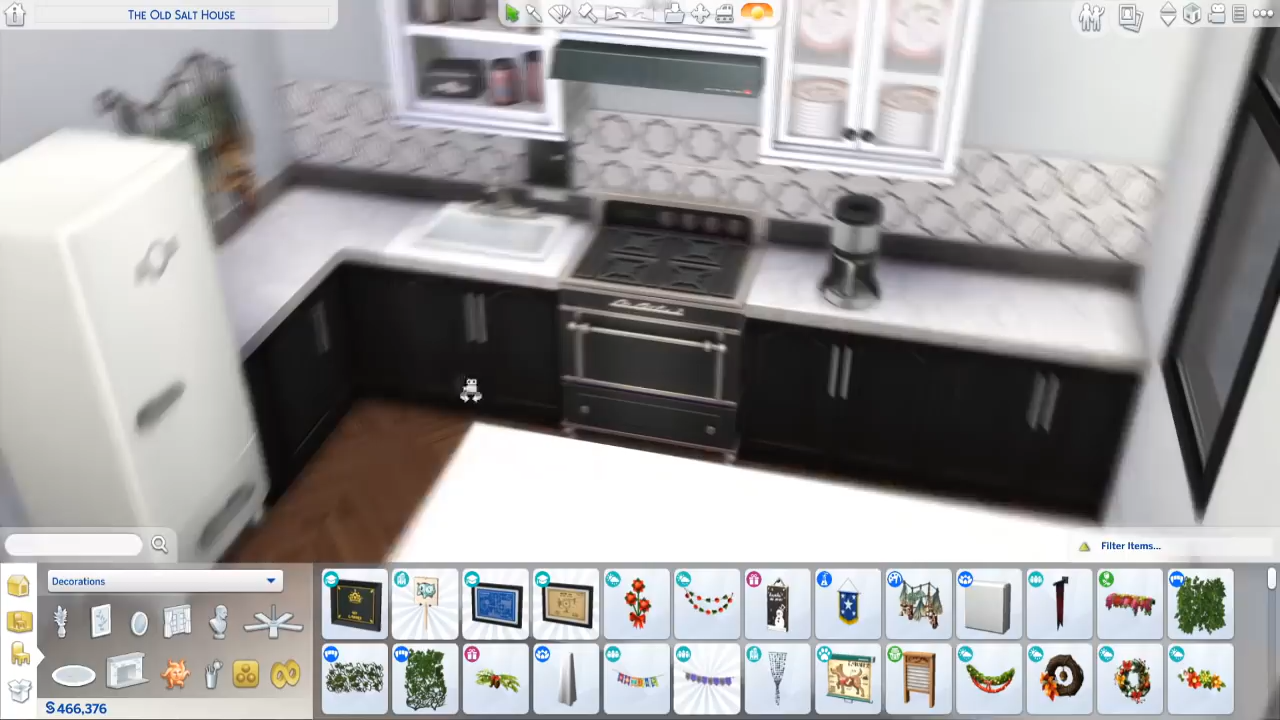 THE OLD SALT HOUSE
Filter Items...
Decorations
§466,376